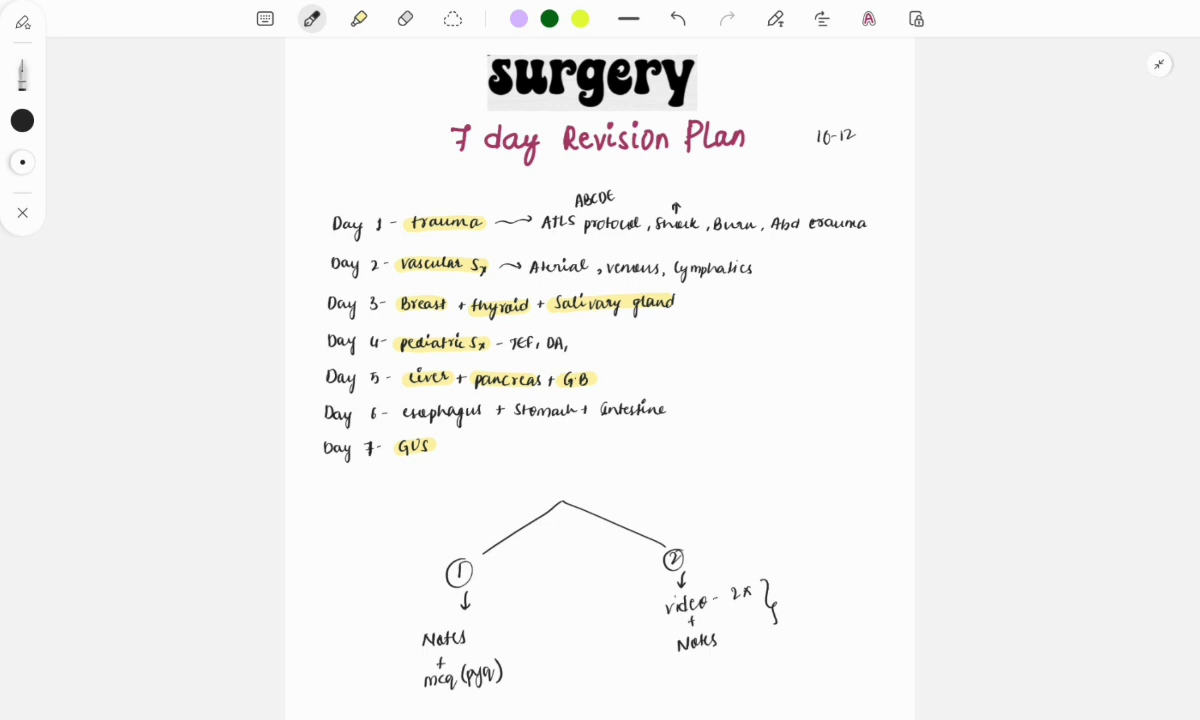 surgery
7 day Revision Plan
10-12
ABCDE
Day 1 - trauma → ATLS protocol, Shock, Burn, Abd trauma
Day 2 - Vascular Sx → Aterial, venous, lymphatics
Day 3- Breast + thyroid + Salivary gland
Day 4- pediatric Sx - TEF, DA,
Day 5 - Liver + pancreas + G.B
Day 6- esophagus + Stomach + intestine
Day 7- GUS
① ②
↓ ↓
video - 2x
+
Notes Notes
+
mcq (pyq)